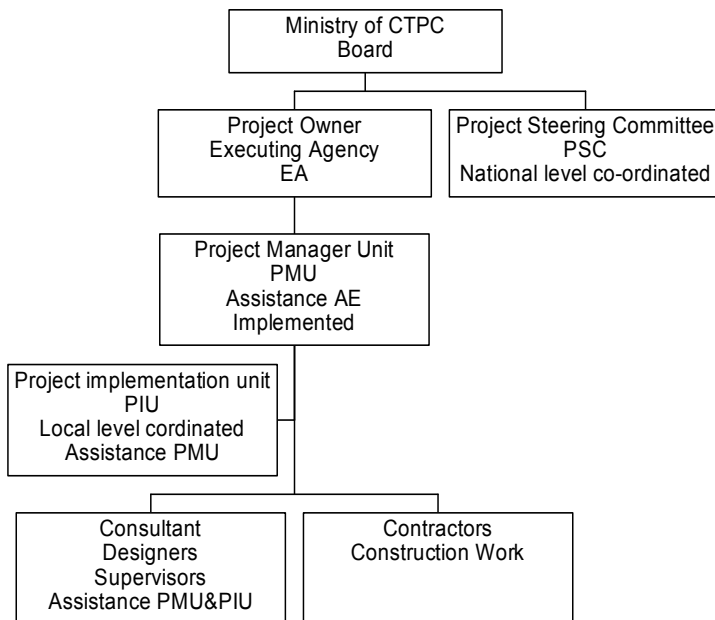 Ministry of CTPC
Board
Project Owner
Executing Agency
EA
Project Steering Committee
PSC
National level co-ordinated
Project Manager Unit
PMU
Assistance AE
Implemented
Project implementation unit
PIU
Local level cordinated
Assistance PMU
Consultant
Designers
Supervisors
Assistance PMU&PIU
Contractors
Construction Work